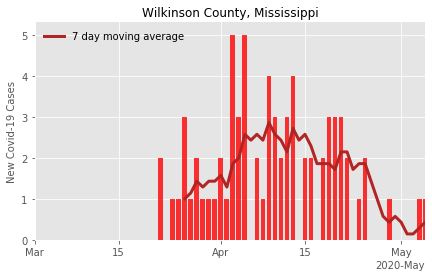 Wilkinson County, Mississippi
7 day moving average
New Covid-19 Cases
5
4
3
2
1
0
Mar 15 Apr 15 May
2020-May